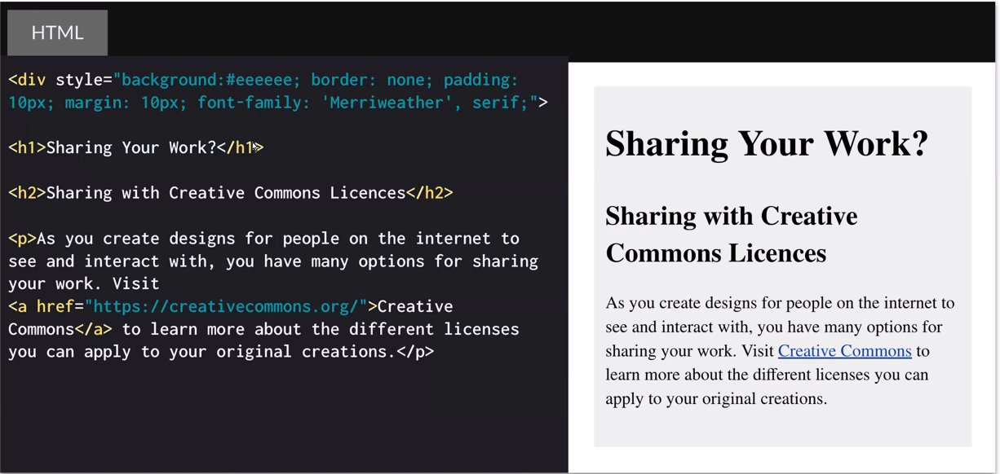 HTML
<div style="background:#eeeeee; border: none; padding:
10px; margin: 10px; font-family: 'Merriweather', serif;">
<h1>Sharing Your Work?</h1>
<h2>Sharing with Creative Commons Licences</h2>
<p>As you create designs for people on the internet to
see and interact with, you have many options for sharing
your work. Visit
<a href="https://creativecommons.org/">Creative
Commons</a> to learn more about the different licenses
you can apply to your original creations.</p>
Sharing Your Work?
Sharing with Creative
Commons Licences
As you create designs for people on the internet to
see and interact with, you have many options for
sharing your work. Visit Creative Commons to
learn more about the different licenses you can
apply to your original creations.